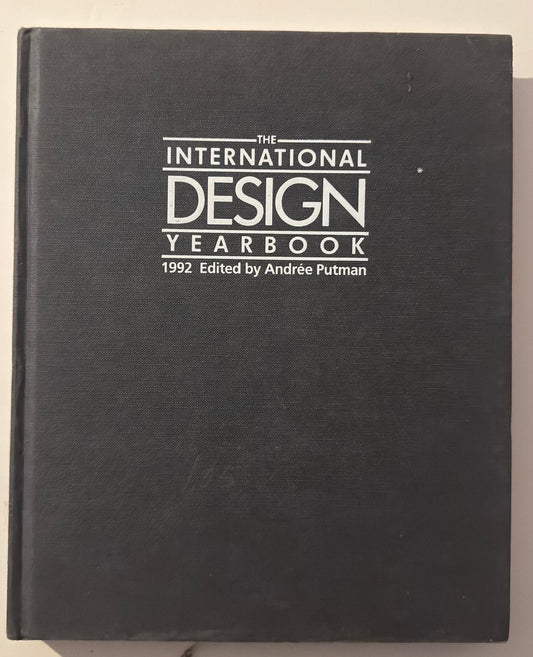 THE
INTERNATIONAL
DESIGN
YEARBOOK
1992 Edited by Andrée Putman